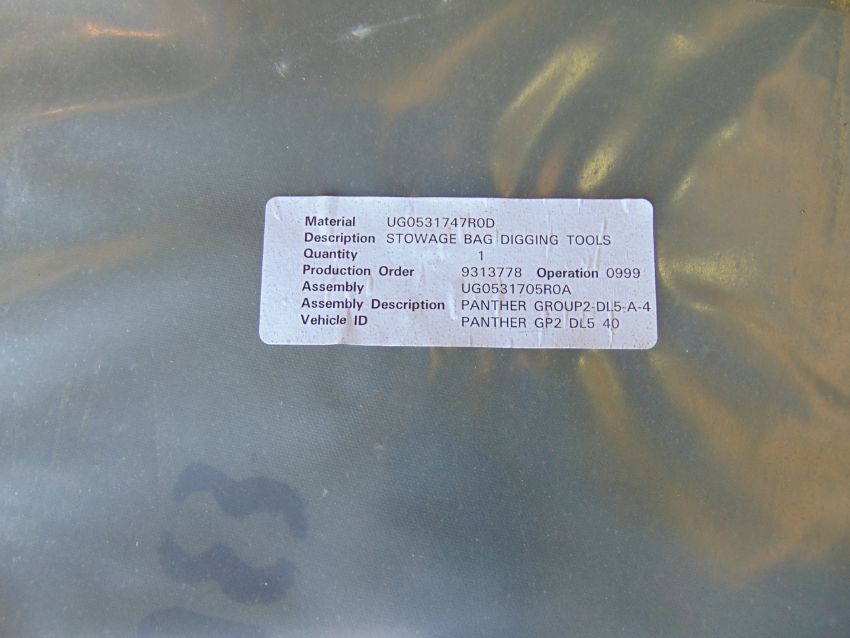 Material UG0531747R0D
Description STOWAGE BAG DIGGING TOOLS
Quantity 1
Production Order 9313778 Operation 0999
Assembly UG0531705R0A
Assembly Description PANTHER GROUP2-DL5-A-4
Vehicle ID PANTHER GP2 DL5 40